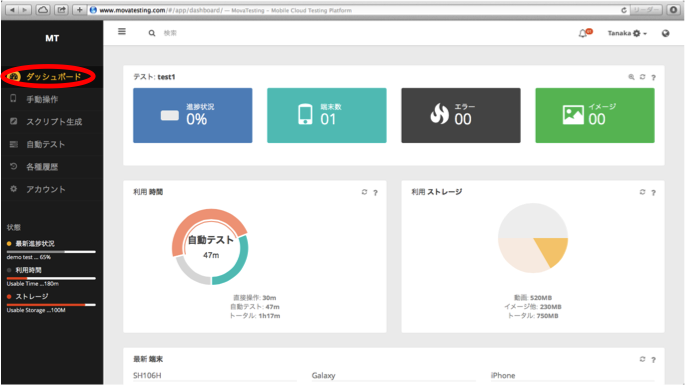 www.movatesting.com/#/app/dashboard/ — MovaTesting - Mobile Cloud Testing Platform
リーダー
MT
検索
Tanaka
ダッシュボード
手動操作
スクリプト生成
自動テスト
各種履歴
アカウント
状態
最新進捗状況
demo test ... 65%
利用時間
Usable Time ...180m
ストレージ
Usable Storage ...100M
テスト: test1
?
進捗状況
0%
端末数
01
エラー
00
イメージ
00
利用 時間
?
自動テスト
47m
直接操作: 30m
自動テスト: 47m
トータル: 1h17m
利用 ストレージ
?
動画: 520MB
イメージ他: 230MB
トータル: 750MB
最新 端末
?
SH106H
Galaxy
iPhone